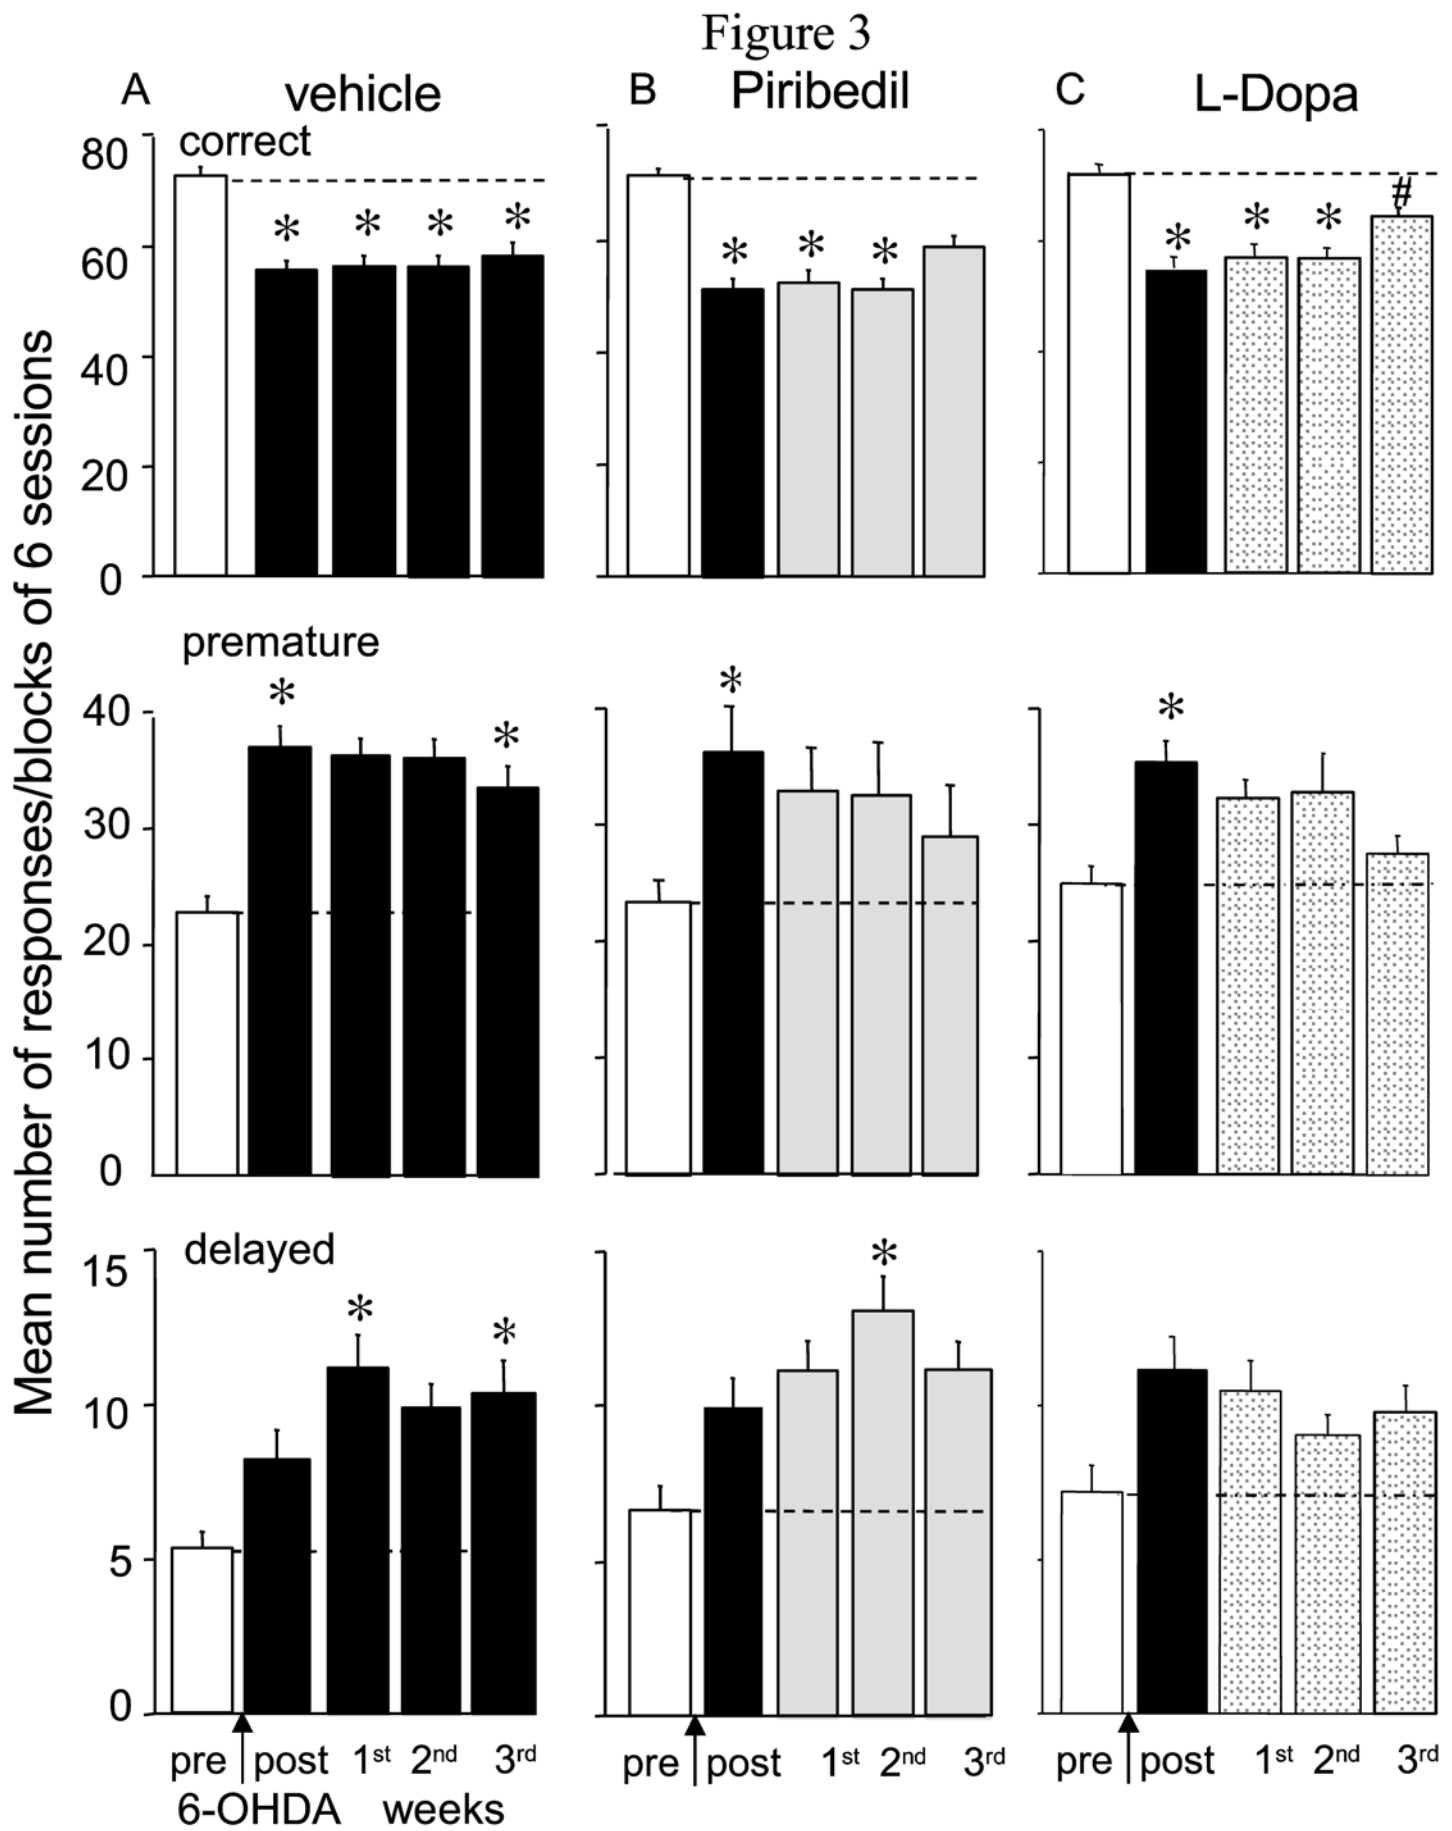 Figure 3
A vehicle
B Piribedil
C L-Dopa
Mean number of responses/blocks of 6 sessions
correct
80
* * * *
60
40
20
0
* * *
* * * #
premature
40
* *
30
20
10
0
*
*
delayed
15
* *
10
5
0
*
pre post 1st 2nd 3rd
6-OHDA weeks
pre post 1st 2nd 3rd
pre post 1st 2nd 3rd